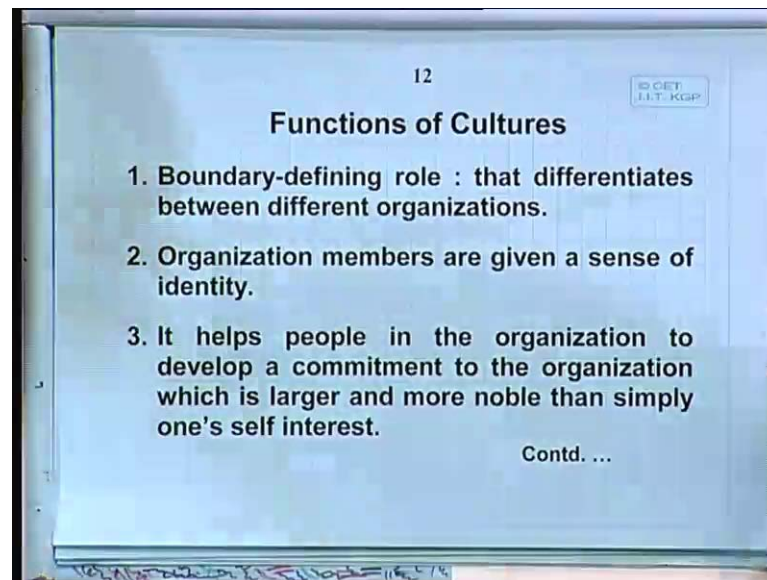 12
© CET
I.I.T. KGP
Functions of Cultures
1. Boundary-defining role : that differentiates
between different organizations.
2. Organization members are given a sense of
identity.
3. It helps people in the organization to
develop a commitment to the organization
which is larger and more noble than simply
one's self interest.
Contd. ...